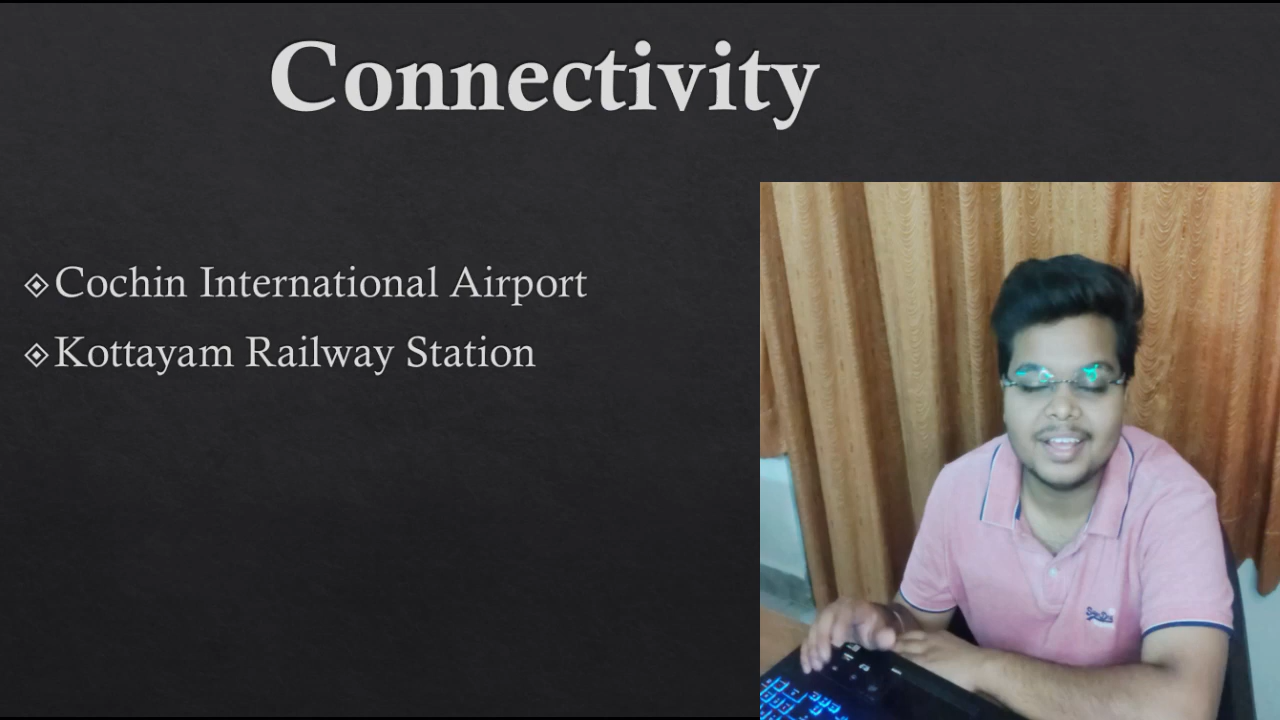 Connectivity
Cochin International Airport
Kottayam Railway Station